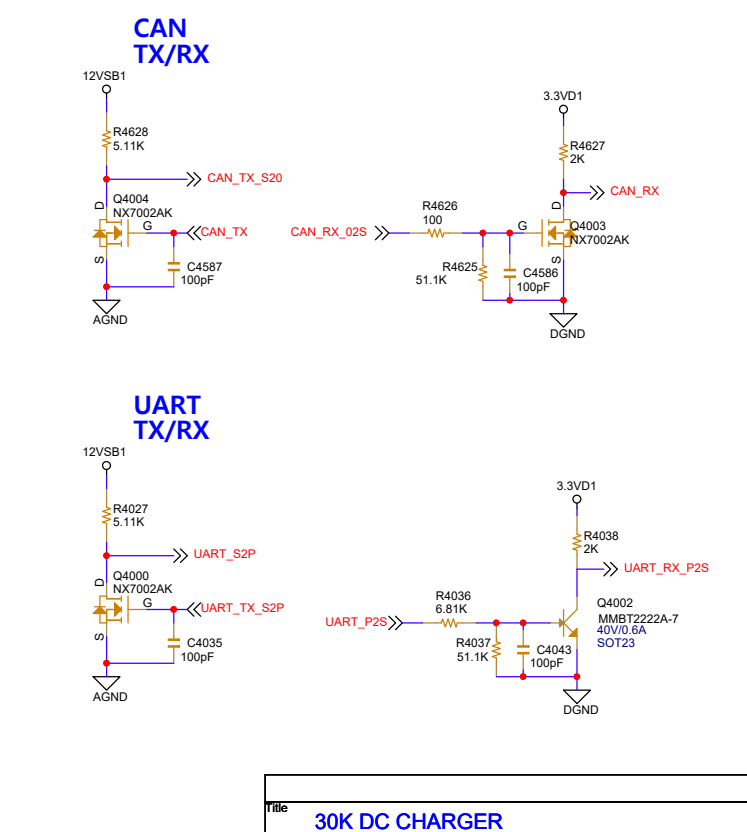 CAN
TX/RX
12VSB1
R4628
5.11K
CAN_TX_S20
D
Q4004
NX7002AK
G
CAN_TX
S
C4587
100pF
AGND
3.3VD1
R4627
2K
CAN_RX
D
R4626
100
CAN_RX_02S
G
Q4003
NX7002AK
R4625
51.1K
C4586
100pF
S
DGND
UART
TX/RX
12VSB1
R4027
5.11K
UART_S2P
D
Q4000
NX7002AK
G
UART_TX_S2P
S
C4035
100pF
AGND
3.3VD1
R4038
2K
UART_RX_P2S
R4036
6.81K
UART_P2S
Q4002
MMBT2222A-7
40V/0.6A
SOT23
R4037
51.1K
C4043
100pF
DGND
Title
30K DC CHARGER